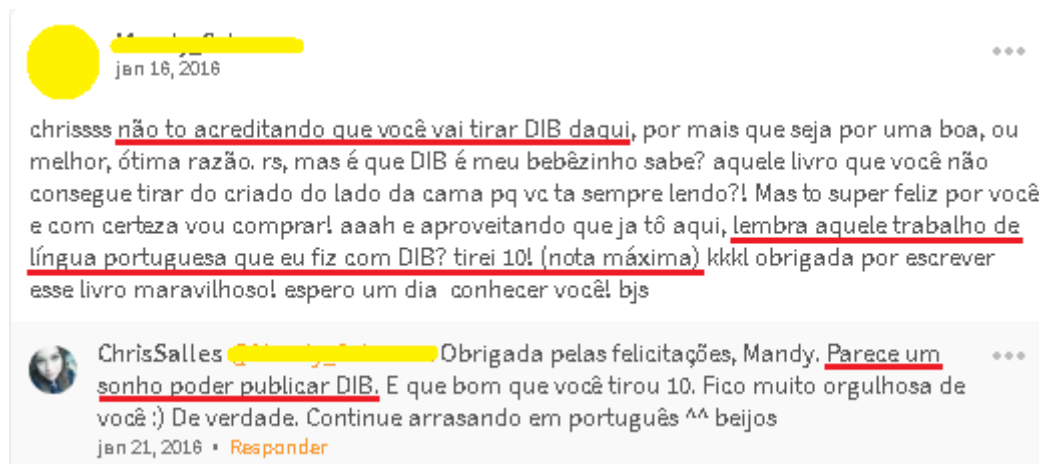 jan 16, 2016
chrissss não to acreditando que você vai tirar DIB daqui, por mais que seja por uma boa, ou
melhor, ótima razão. rs, mas é que DIB é meu bebêzinho sabe? aquele livro que você não
consegue tirar do criado do lado da cama pq vc ta sempre lendo?! Mas to super feliz por você
e com certeza vou comprar! aaah e aproveitando que ja tô aqui, lembra aquele trabalho de
língua portuguesa que eu fiz com DIB? tirei 10! (nota máxima) kkkl obrigada por escrever
esse livro maravilhoso! espero um dia conhecer você! bjs
ChrisSalles Obrigada pelas felicitações, Mandy. Parece um
sonho poder publicar DIB. E que bom que você tirou 10. Fico muito orgulhosa de
você :) De verdade. Continue arrasando em português ^^ beijos
jan 21, 2016 • Responder